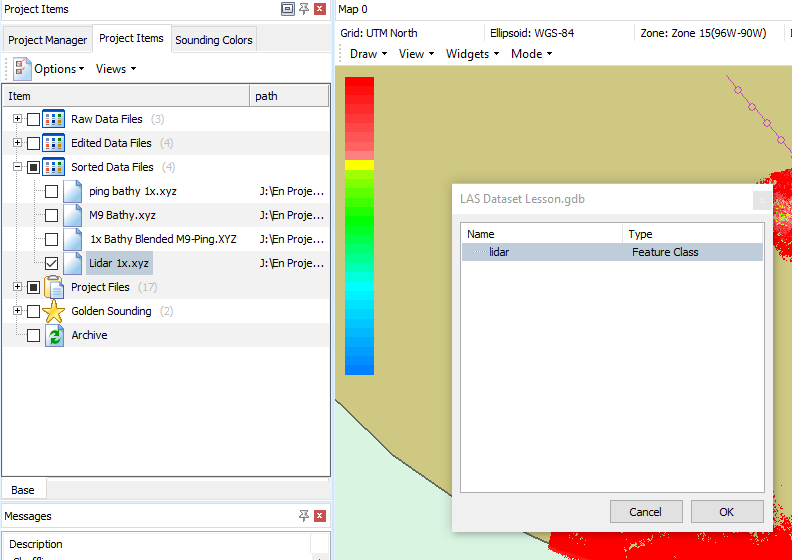 Project Items
Project Manager Project Items Sounding Colors
Options Views
Item path
Raw Data Files (3)
Edited Data Files (4)
Sorted Data Files (4)
ping bathy 1x.xyz J:\En Proje...
M9 Bathy.xyz J:\En Proje...
1x Bathy Blended M9-Ping.XYZ J:\En Proje...
Lidar 1x.xyz J:\En Proje...
Project Files (17)
Golden Sounding (2)
Archive
Base
Messages
Description
Map 0
Grid: UTM North Ellipsoid: WGS-84 Zone: Zone 15(96W-90W)
Draw View Widgets Mode
LAS Dataset Lesson.gdb
Name Type
lidar Feature Class
Cancel OK